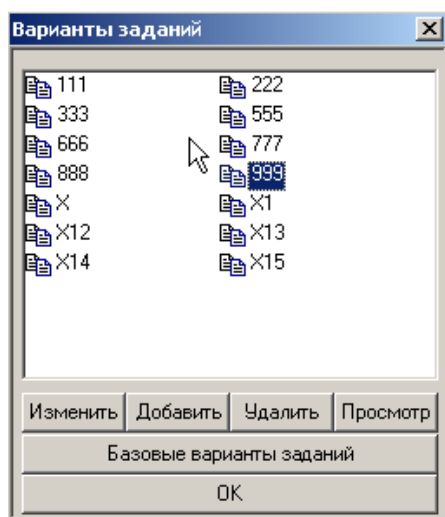 Варианты заданий
111 222
333 555
666 777
888 999
X X1
X12 X13
X14 X15
Изменить Добавить Удалить Просмотр
Базовые варианты заданий
OK